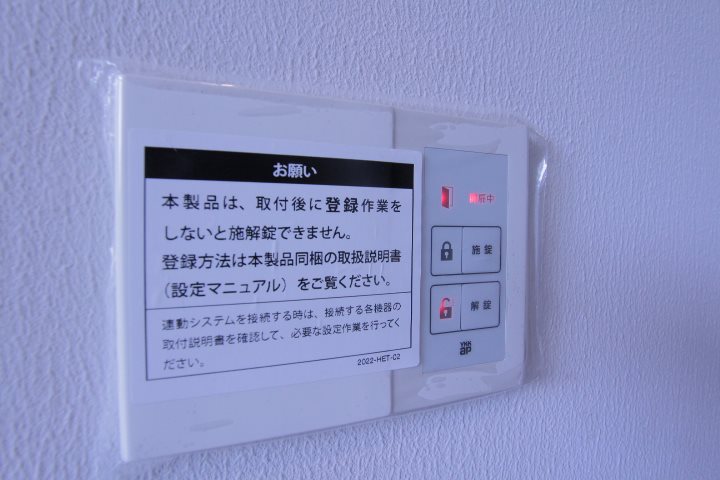 お願い
本製品は、取付後に登録作業を
しないと施解錠できません。
登録方法は本製品同梱の取扱説明書
（設定マニュアル）をご覧ください。
連動システムを接続する時は、接続する各機器の
取付説明書を確認して、必要な設定作業を行ってく
ださい。
2022-HET-C2
開扉中
施錠
解錠
YKK
ap